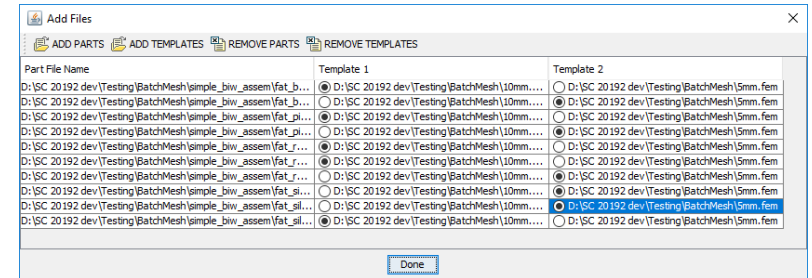 Add Files
ADD PARTS ADD TEMPLATES REMOVE PARTS REMOVE TEMPLATES
Part File Name Template 1 Template 2
D:\SC 20192 dev\Testing\BatchMesh\simple_biw_assem\fat_b... D:\SC 20192 dev\Testing\BatchMesh\10mm.... D:\SC 20192 dev\Testing\BatchMesh\5mm.fem
D:\SC 20192 dev\Testing\BatchMesh\simple_biw_assem\fat_b... D:\SC 20192 dev\Testing\BatchMesh\10mm.... D:\SC 20192 dev\Testing\BatchMesh\5mm.fem
D:\SC 20192 dev\Testing\BatchMesh\simple_biw_assem\fat_pi... D:\SC 20192 dev\Testing\BatchMesh\10mm.... D:\SC 20192 dev\Testing\BatchMesh\5mm.fem
D:\SC 20192 dev\Testing\BatchMesh\simple_biw_assem\fat_pi... D:\SC 20192 dev\Testing\BatchMesh\10mm.... D:\SC 20192 dev\Testing\BatchMesh\5mm.fem
D:\SC 20192 dev\Testing\BatchMesh\simple_biw_assem\fat_r... D:\SC 20192 dev\Testing\BatchMesh\10mm.... D:\SC 20192 dev\Testing\BatchMesh\5mm.fem
D:\SC 20192 dev\Testing\BatchMesh\simple_biw_assem\fat_r... D:\SC 20192 dev\Testing\BatchMesh\10mm.... D:\SC 20192 dev\Testing\BatchMesh\5mm.fem
D:\SC 20192 dev\Testing\BatchMesh\simple_biw_assem\fat_r... D:\SC 20192 dev\Testing\BatchMesh\10mm.... D:\SC 20192 dev\Testing\BatchMesh\5mm.fem
D:\SC 20192 dev\Testing\BatchMesh\simple_biw_assem\fat_si... D:\SC 20192 dev\Testing\BatchMesh\10mm.... D:\SC 20192 dev\Testing\BatchMesh\5mm.fem
D:\SC 20192 dev\Testing\BatchMesh\simple_biw_assem\fat_sil... D:\SC 20192 dev\Testing\BatchMesh\10mm.... D:\SC 20192 dev\Testing\BatchMesh\5mm.fem
D:\SC 20192 dev\Testing\BatchMesh\simple_biw_assem\fat_sil... D:\SC 20192 dev\Testing\BatchMesh\10mm.... D:\SC 20192 dev\Testing\BatchMesh\5mm.fem
Done